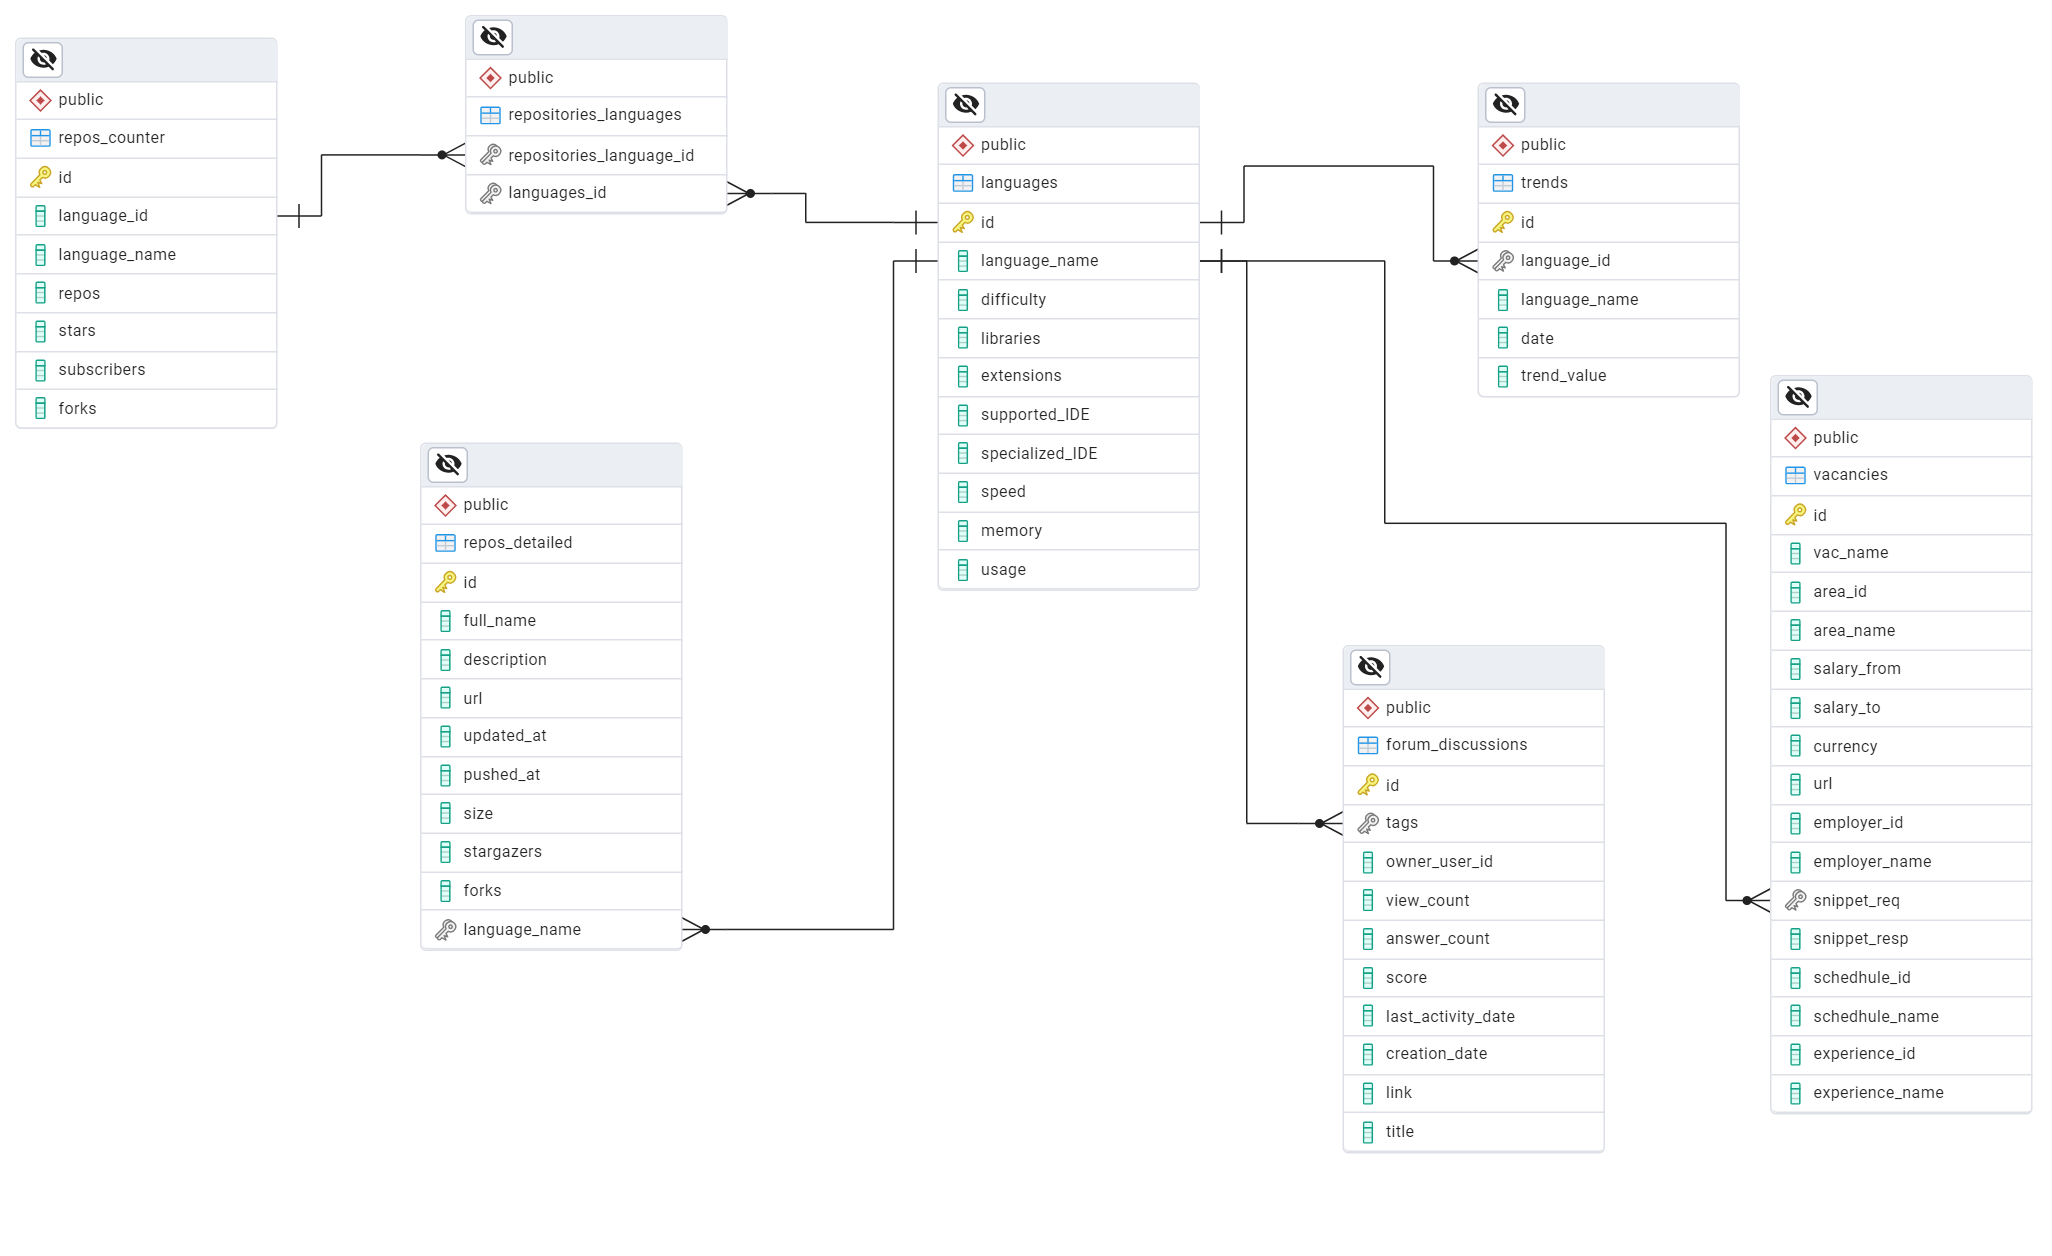 public
repos_counter
id
language_id
language_name
repos
stars
subscribers
forks
public
repositories_languages
repositories_language_id
languages_id
public
languages
id
language_name
difficulty
libraries
extensions
supported_IDE
specialized_IDE
speed
memory
usage
public
trends
id
language_id
language_name
date
trend_value
public
repos_detailed
id
full_name
description
url
updated_at
pushed_at
size
stargazers
forks
language_name
public
forum_discussions
id
tags
owner_user_id
view_count
answer_count
score
last_activity_date
creation_date
link
title
public
vacancies
id
vac_name
area_id
area_name
salary_from
salary_to
currency
url
employer_id
employer_name
snippet_req
snippet_resp
schedhule_id
schedhule_name
experience_id
experience_name